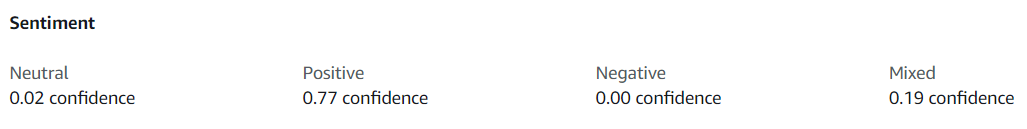 Sentiment
Neutral Positive Negative Mixed
0.02 confidence 0.77 confidence 0.00 confidence 0.19 confidence